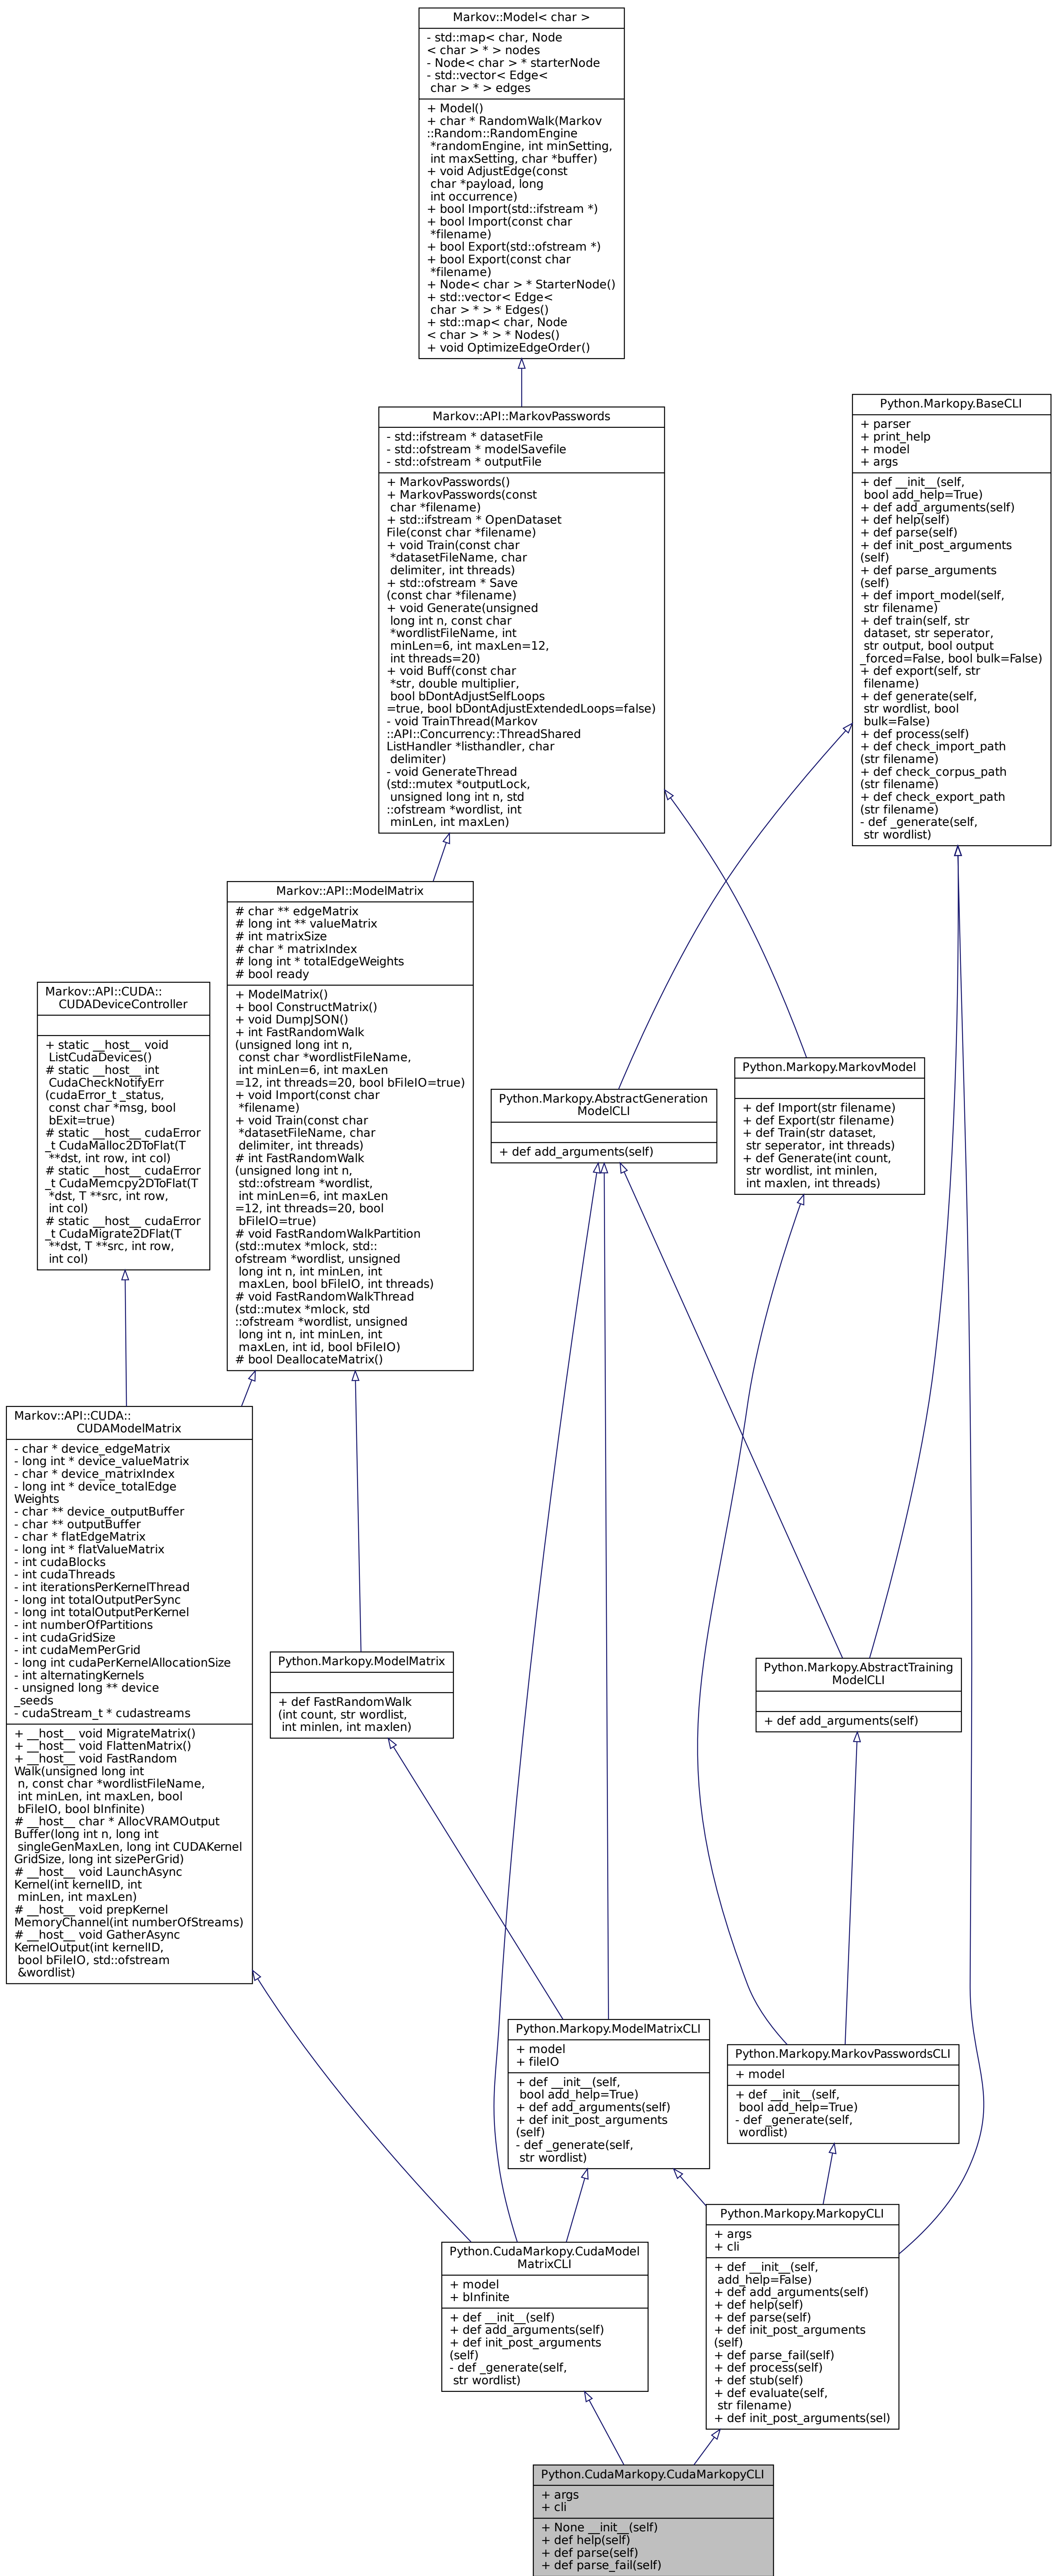 Markov::Model< char >
- std::map< char, Node
< char > * > nodes
- Node< char > * starterNode
- std::vector< Edge<
char > * > edges
+ Model()
+ char * RandomWalk(Markov
::Random::RandomEngine
*randomEngine, int minSetting,
int maxSetting, char *buffer)
+ void AdjustEdge(const
char *payload, long
int occurrence)
+ bool Import(std::ifstream *)
+ bool Import(const char
*filename)
+ bool Export(std::ofstream *)
+ bool Export(const char
*filename)
+ Node< char > * StarterNode()
+ std::vector< Edge<
char > * > * Edges()
+ std::map< char, Node
< char > * > * Nodes()
+ void OptimizeEdgeOrder()
Markov::API::MarkovPasswords
- std::ifstream * datasetFile
- std::ofstream * modelSavefile
- std::ofstream * outputFile
+ MarkovPasswords()
+ MarkovPasswords(const
char *filename)
+ std::ifstream * OpenDataset
File(const char *filename)
+ void Train(const char
*datasetFileName, char
delimiter, int threads)
+ std::ofstream * Save
(const char *filename)
+ void Generate(unsigned
long int n, const char
*wordlistFileName, int
minLen=6, int maxLen=12,
int threads=20)
+ void Buff(const char
*str, double multiplier,
bool bDontAdjustSelfLoops
=true, bool bDontAdjustExtendedLoops=false)
- void TrainThread(Markov
::API::Concurrency::ThreadShared
ListHandler *listhandler, char
delimiter)
- void GenerateThread
(std::mutex *outputLock,
unsigned long int n, std
::ofstream *wordlist, int
minLen, int maxLen)
Python.Markopy.BaseCLI
+ parser
+ print_help
+ model
+ args
+ def __init__(self,
bool add_help=True)
+ def add_arguments(self)
+ def help(self)
+ def parse(self)
+ def init_post_arguments
(self)
+ def parse_arguments
(self)
+ def import_model(self,
str filename)
+ def train(self, str
dataset, str seperator,
str output, bool output
_forced=False, bool bulk=False)
+ def export(self, str
filename)
+ def generate(self,
str wordlist, bool
bulk=False)
+ def process(self)
+ def check_import_path
(str filename)
+ def check_corpus_path
(str filename)
+ def check_export_path
(str filename)
- def _generate(self,
str wordlist)
Markov::API::ModelMatrix
# char ** edgeMatrix
# long int ** valueMatrix
# int matrixSize
# char * matrixIndex
# long int * totalEdgeWeights
# bool ready
+ ModelMatrix()
+ bool ConstructMatrix()
+ void DumpJSON()
+ int FastRandomWalk
(unsigned long int n,
const char *wordlistFileName,
int minLen=6, int maxLen
=12, int threads=20, bool bFileIO=true)
+ void Import(const char
*filename)
+ void Train(const char
*datasetFileName, char
delimiter, int threads)
# int FastRandomWalk
(unsigned long int n,
std::ofstream *wordlist,
int minLen=6, int maxLen
=12, int threads=20, bool
bFileIO=true)
# void FastRandomWalkPartition
(std::mutex *mlock, std::
ofstream *wordlist, unsigned
long int n, int minLen, int
maxLen, bool bFileIO, int threads)
# void FastRandomWalkThread
(std::mutex *mlock, std
::ofstream *wordlist, unsigned
long int n, int minLen, int
maxLen, int id, bool bFileIO)
# bool DeallocateMatrix()
Markov::API::CUDA::
CUDADeviceController
+ static __host__ void
ListCudaDevices()
# static __host__ int
CudaCheckNotifyErr
(cudaError_t _status,
const char *msg, bool
bExit=true)
# static __host__ cudaError
_t CudaMalloc2DToFlat(T
**dst, int row, int col)
# static __host__ cudaError
_t CudaMemcpy2DToFlat(T
*dst, T **src, int row,
int col)
# static __host__ cudaError
_t CudaMigrate2DFlat(T
**dst, T **src, int row,
int col)
Python.Markopy.AbstractGeneration
ModelCLI
+ def add_arguments(self)
Python.Markopy.MarkovModel
+ def Import(str filename)
+ def Export(str filename)
+ def Train(str dataset,
str seperator, int threads)
+ def Generate(int count,
str wordlist, int minlen,
int maxlen, int threads)
Markov::API::CUDA::
CUDAModelMatrix
- char * device_edgeMatrix
- long int * device_valueMatrix
- char * device_matrixIndex
- long int * device_totalEdge
Weights
- char ** device_outputBuffer
- char ** outputBuffer
- char * flatEdgeMatrix
- long int * flatValueMatrix
- int cudaBlocks
- int cudaThreads
- int iterationsPerKernelThread
- long int totalOutputPerSync
- long int totalOutputPerKernel
- int numberOfPartitions
- int cudaGridSize
- int cudaMemPerGrid
- long int cudaPerKernelAllocationSize
- int alternatingKernels
- unsigned long ** device
_seeds
- cudaStream_t * cudastreams
+ __host__ void MigrateMatrix()
+ __host__ void FlattenMatrix()
+ __host__ void FastRandom
Walk(unsigned long int
n, const char *wordlistFileName,
int minLen, int maxLen, bool
bFileIO, bool bInfinite)
# __host__ char * AllocVRAMOutput
Buffer(long int n, long int
singleGenMaxLen, long int CUDAKernel
GridSize, long int sizePerGrid)
# __host__ void LaunchAsync
Kernel(int kernelID, int
minLen, int maxLen)
# __host__ void prepKernel
MemoryChannel(int numberOfStreams)
# __host__ void GatherAsync
KernelOutput(int kernelID,
bool bFileIO, std::ofstream
&wordlist)
Python.Markopy.ModelMatrix
+ def FastRandomWalk
(int count, str wordlist,
int minlen, int maxlen)
Python.Markopy.AbstractTraining
ModelCLI
+ def add_arguments(self)
Python.Markopy.ModelMatrixCLI
+ model
+ fileIO
+ def __init__(self,
bool add_help=True)
+ def add_arguments(self)
+ def init_post_arguments
(self)
- def _generate(self,
str wordlist)
Python.Markopy.MarkovPasswordsCLI
+ model
+ def __init__(self,
bool add_help=True)
- def _generate(self,
wordlist)
Python.Markopy.MarkopyCLI
+ args
+ cli
+ def __init__(self,
add_help=False)
+ def add_arguments(self)
+ def help(self)
+ def parse(self)
+ def init_post_arguments
(self)
+ def parse_fail(self)
+ def process(self)
+ def stub(self)
+ def evaluate(self,
str filename)
+ def init_post_arguments(sel)
Python.CudaMarkopy.CudaModel
MatrixCLI
+ model
+ bInfinite
+ def __init__(self)
+ def add_arguments(self)
+ def init_post_arguments
(self)
- def _generate(self,
str wordlist)
Python.CudaMarkopy.CudaMarkopyCLI
+ args
+ cli
+ None __init__(self)
+ def help(self)
+ def parse(self)
+ def parse_fail(self)